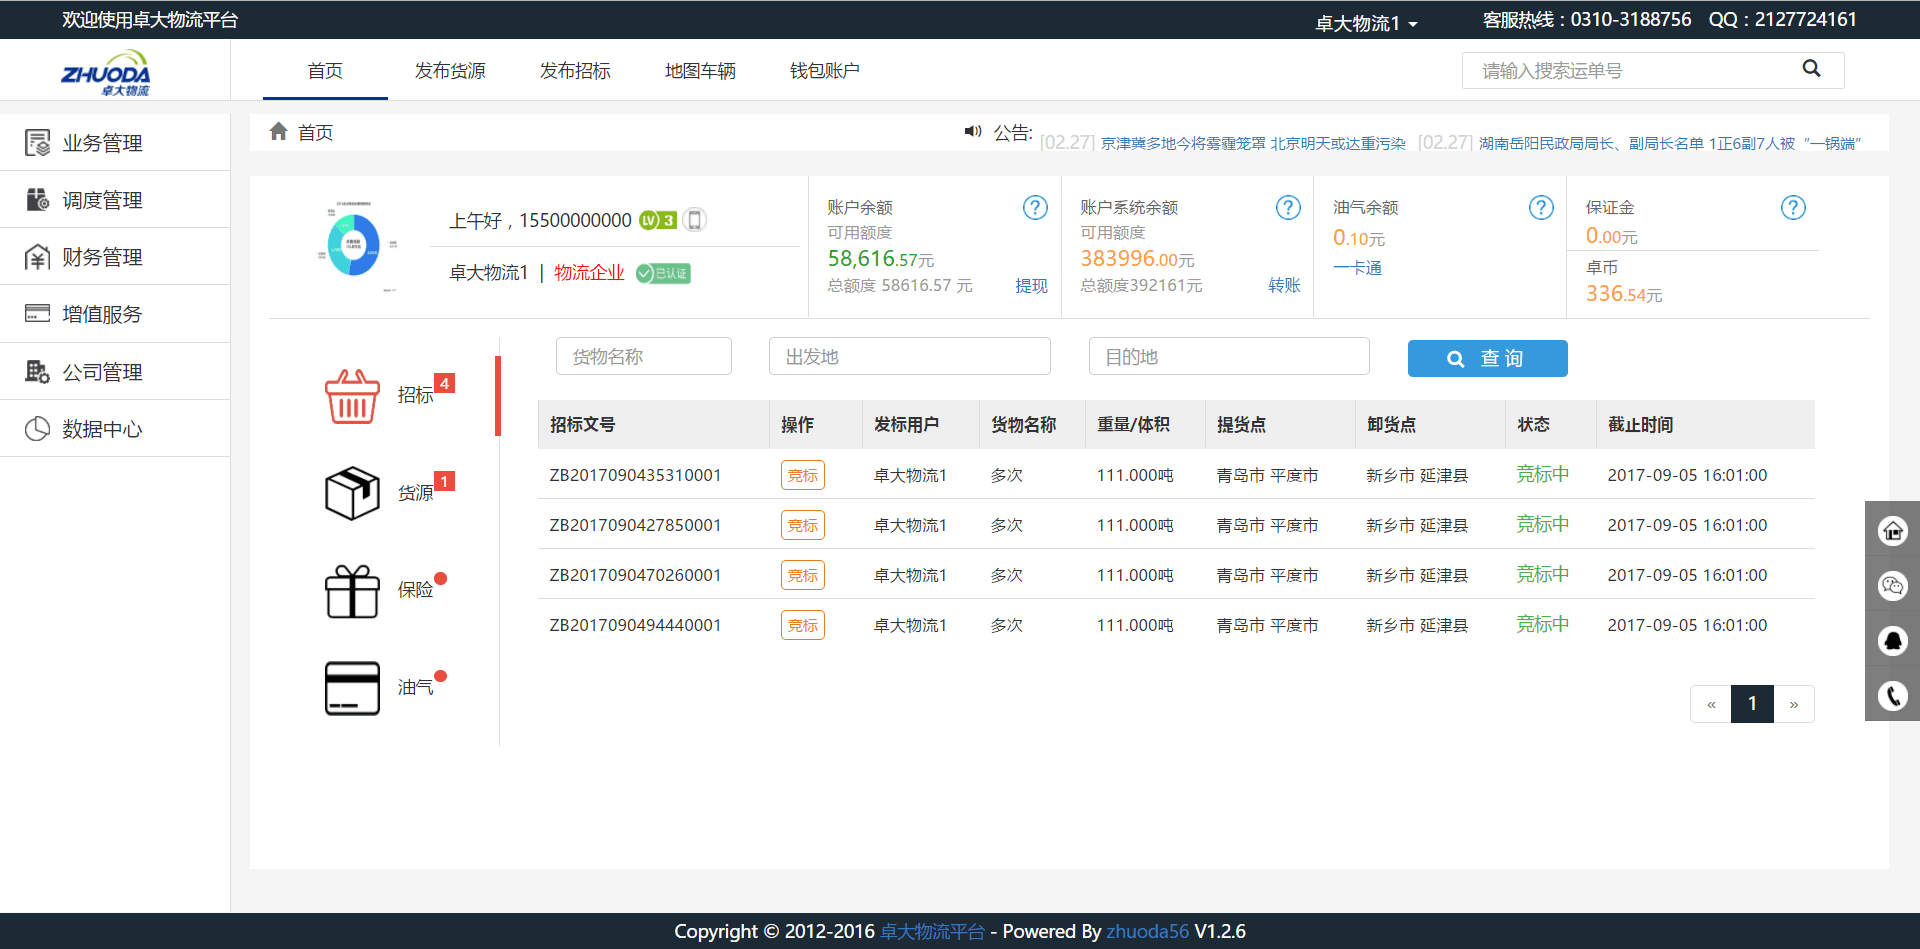 欢迎使用卓大物流平台
卓大物流1
客服热线：0310-3188756 QQ：2127724161
ZHUODA
卓大物流
首页 发布货源 发布招标 地图车辆 钱包账户
请输入搜索运单号
业务管理
调度管理
财务管理
增值服务
公司管理
数据中心
首页
公告:
[02.27] 京津冀多地今将雾霾笼罩 北京明天或达重污染 [02.27] 湖南岳阳民政局局长、副局长名单 1正6副7人被“一锅端”
上午好，15500000000 LV 3
卓大物流1 | 物流企业 已认证
账户余额 ?
可用额度
58,616.57元
总额度 58616.57 元 提现
账户系统余额 ?
可用额度
383996.00元
总额度392161元 转账
油气余额 ?
0.10元
一卡通
保证金 ?
0.00元
卓币
336.54元
招标 4
货源 1
保险
油气
货物名称 出发地 目的地 查 询
招标文号 操作 发标用户 货物名称 重量/体积 提货点 卸货点 状态 截止时间
ZB2017090435310001 竞标 卓大物流1 多次 111.000吨 青岛市 平度市 新乡市 延津县 竞标中 2017-09-05 16:01:00
ZB2017090427850001 竞标 卓大物流1 多次 111.000吨 青岛市 平度市 新乡市 延津县 竞标中 2017-09-05 16:01:00
ZB2017090470260001 竞标 卓大物流1 多次 111.000吨 青岛市 平度市 新乡市 延津县 竞标中 2017-09-05 16:01:00
ZB2017090494440001 竞标 卓大物流1 多次 111.000吨 青岛市 平度市 新乡市 延津县 竞标中 2017-09-05 16:01:00
« 1 »
Copyright © 2012-2016 卓大物流平台 - Powered By zhuoda56 V1.2.6